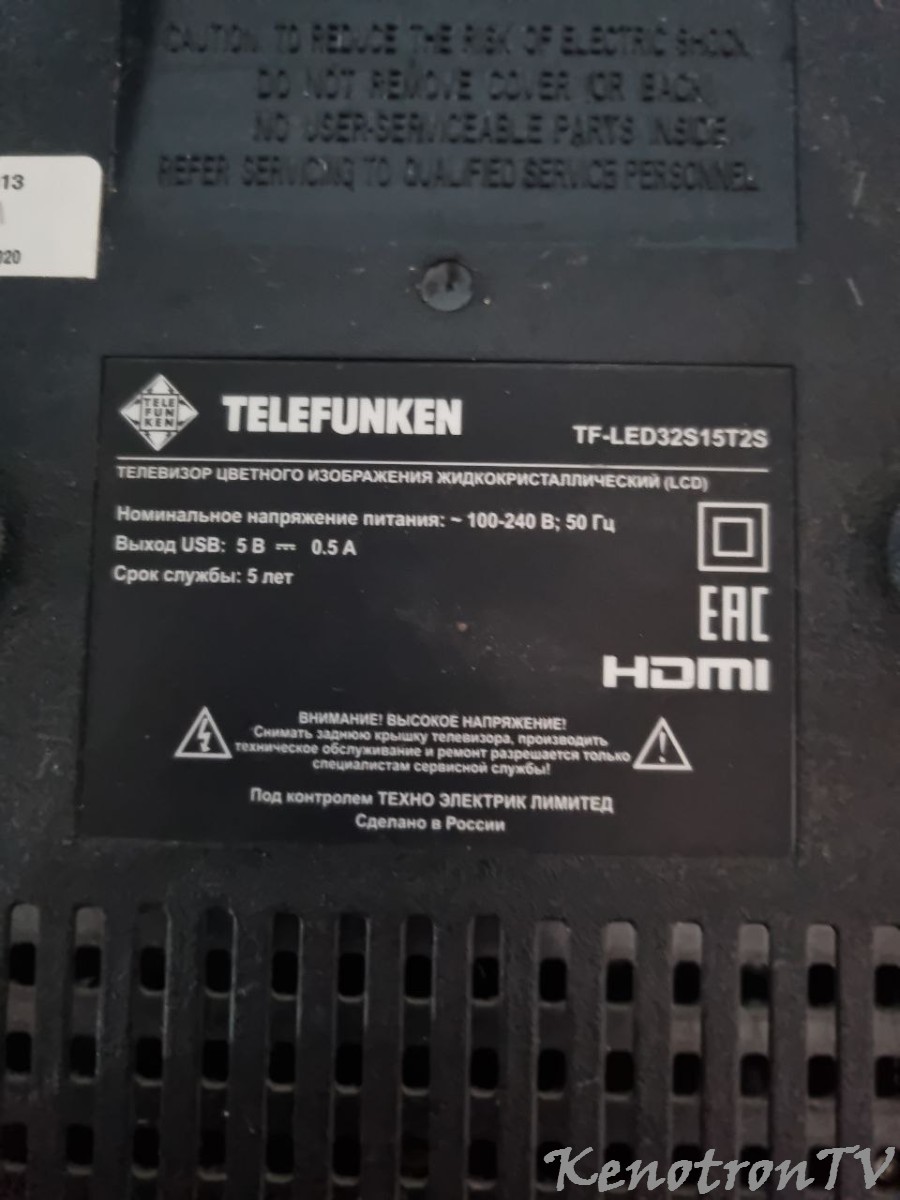 CAUTION: TO REDUCE THE RISK OF ELECTRIC SHOCK,
DO NOT REMOVE COVER (OR BACK).
NO USER-SERVICEABLE PARTS INSIDE
REFER SERVICING TO QUALIFIED SERVICE PERSONNEL.
13
020
TELE
FUN
KEN
TELEFUNKEN
TF-LED32S15T2S
ТЕЛЕВИЗОР ЦВЕТНОГО ИЗОБРАЖЕНИЯ ЖИДКОКРИСТАЛЛИЧЕСКИЙ (LCD)
Номинальное напряжение питания: ~ 100-240 В; 50 Гц
Выход USB: 5 В ⎓ 0.5 А
Срок службы: 5 лет
EAC
HDMI
ВНИМАНИЕ! ВЫСОКОЕ НАПРЯЖЕНИЕ!
Снимать заднюю крышку телевизора, производить
техническое обслуживание и ремонт разрешается только
специалистам сервисной службы!
Под контролем ТЕХНО ЭЛЕКТРИК ЛИМИТЕД
Сделано в России
KenotronTV